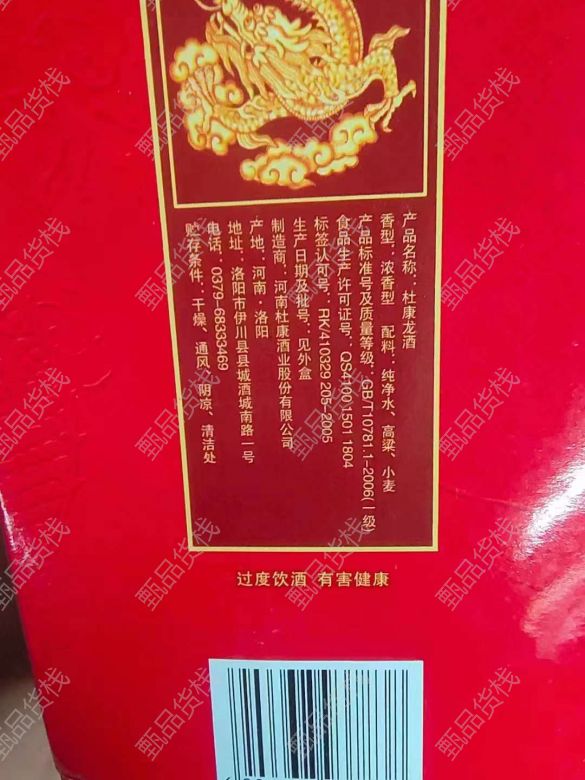 产品名称：杜康龙酒
香型：浓香型 配料：纯净水、高粱、小麦
产品标准号及质量等级：GB/T10781.1-2006(一级)
食品生产许可证号：QS4100 1501 1804
标签认可号：RK410329 205-2005
生产日期及批号：见外盒
制造商：河南杜康酒业股份有限公司
产地：河南·洛阳
地址：洛阳市伊川县县城酒城南路一号
电话：0379-68333469
贮存条件：干燥、通风、阴凉、清洁处
过度饮酒 有害健康
甄品货栈